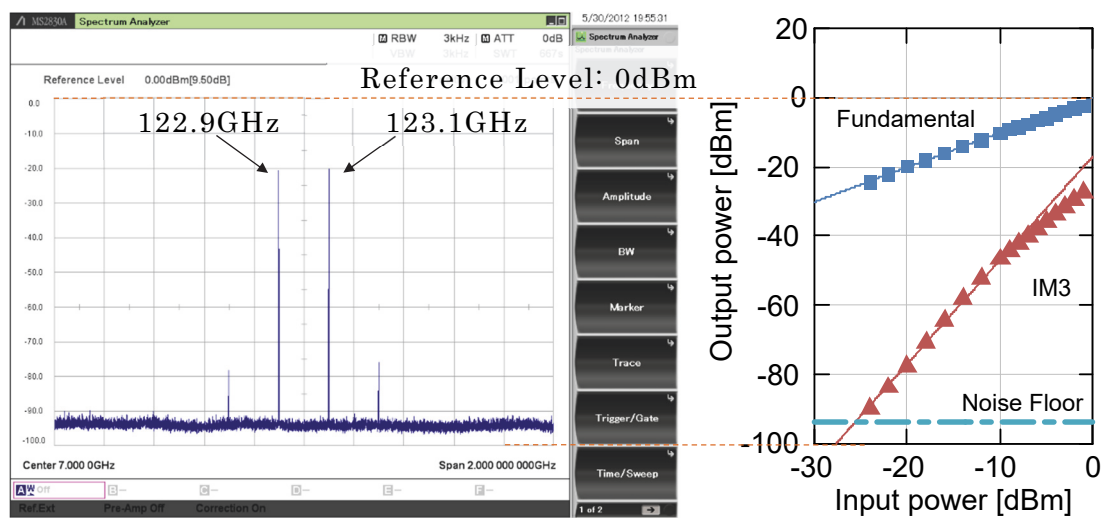 MS2830A Spectrum Analyzer
5/30/2012 19:55:31
M RBW 3kHz M ATT 0dB
VBW 3kHz SWT 667s
Spectrum Analyzer
Spectrum Analyzer
Reference Level 0.00dBm[9.50dB]
Reference Level: 0dBm
122.9GHz
123.1GHz
0.0
-10.0
-20.0
-30.0
-40.0
-50.0
-60.0
-70.0
-80.0
-90.0
-100.0
Center 7.000 0GHz
Span 2.000 000 000GHz
A W Off
B --
C --
D --
E --
F --
Ref.Ext Pre-Amp Off Correction On
Span
Amplitude
BW
Marker
Trace
Trigger/Gate
Time/Sweep
1 of 2
Output power [dBm]
20
0
-20
-40
-60
-80
-100
Fundamental
IM3
Noise Floor
-30
-20
-10
0
Input power [dBm]